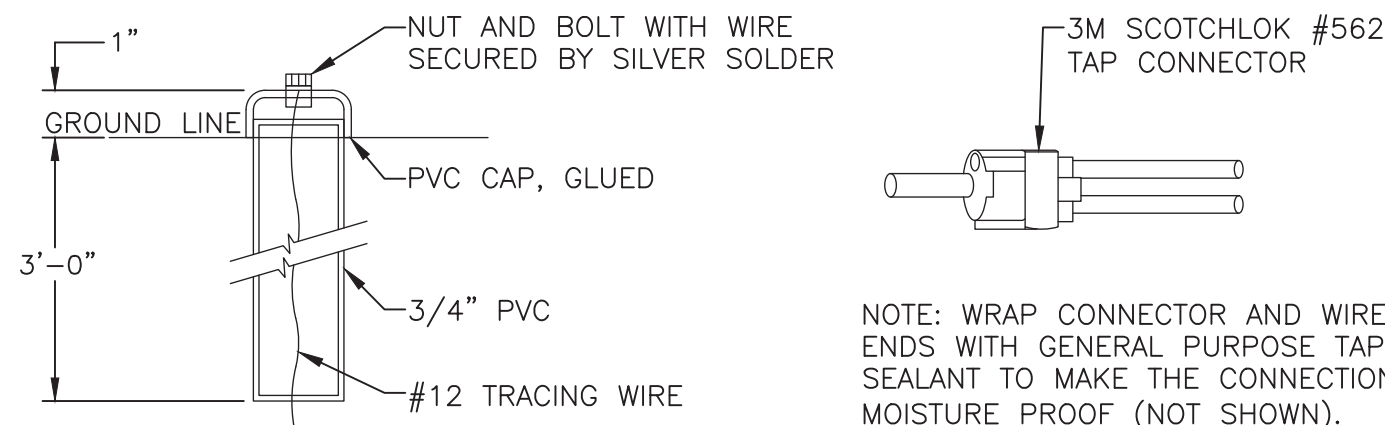 1”
NUT AND BOLT WITH WIRE
SECURED BY SILVER SOLDER
GROUND LINE
PVC CAP, GLUED
3’-0”
3/4” PVC
#12 TRACING WIRE
3M SCOTCHLOK #562
TAP CONNECTOR
NOTE: WRAP CONNECTOR AND WIRE
ENDS WITH GENERAL PURPOSE TAP
SEALANT TO MAKE THE CONNECTION
MOISTURE PROOF (NOT SHOWN).